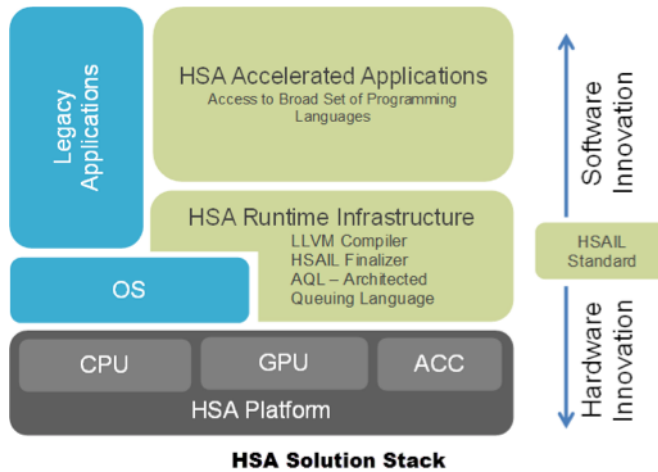 Legacy
Applications
HSA Accelerated Applications
Access to Broad Set of Programming
Languages
HSA Runtime Infrastructure
LLVM Compiler
HSAIL Finalizer
AQL – Architected
Queuing Language
OS
CPU
GPU
ACC
HSA Platform
Software
Innovation
HSAIL
Standard
Hardware
Innovation
HSA Solution Stack